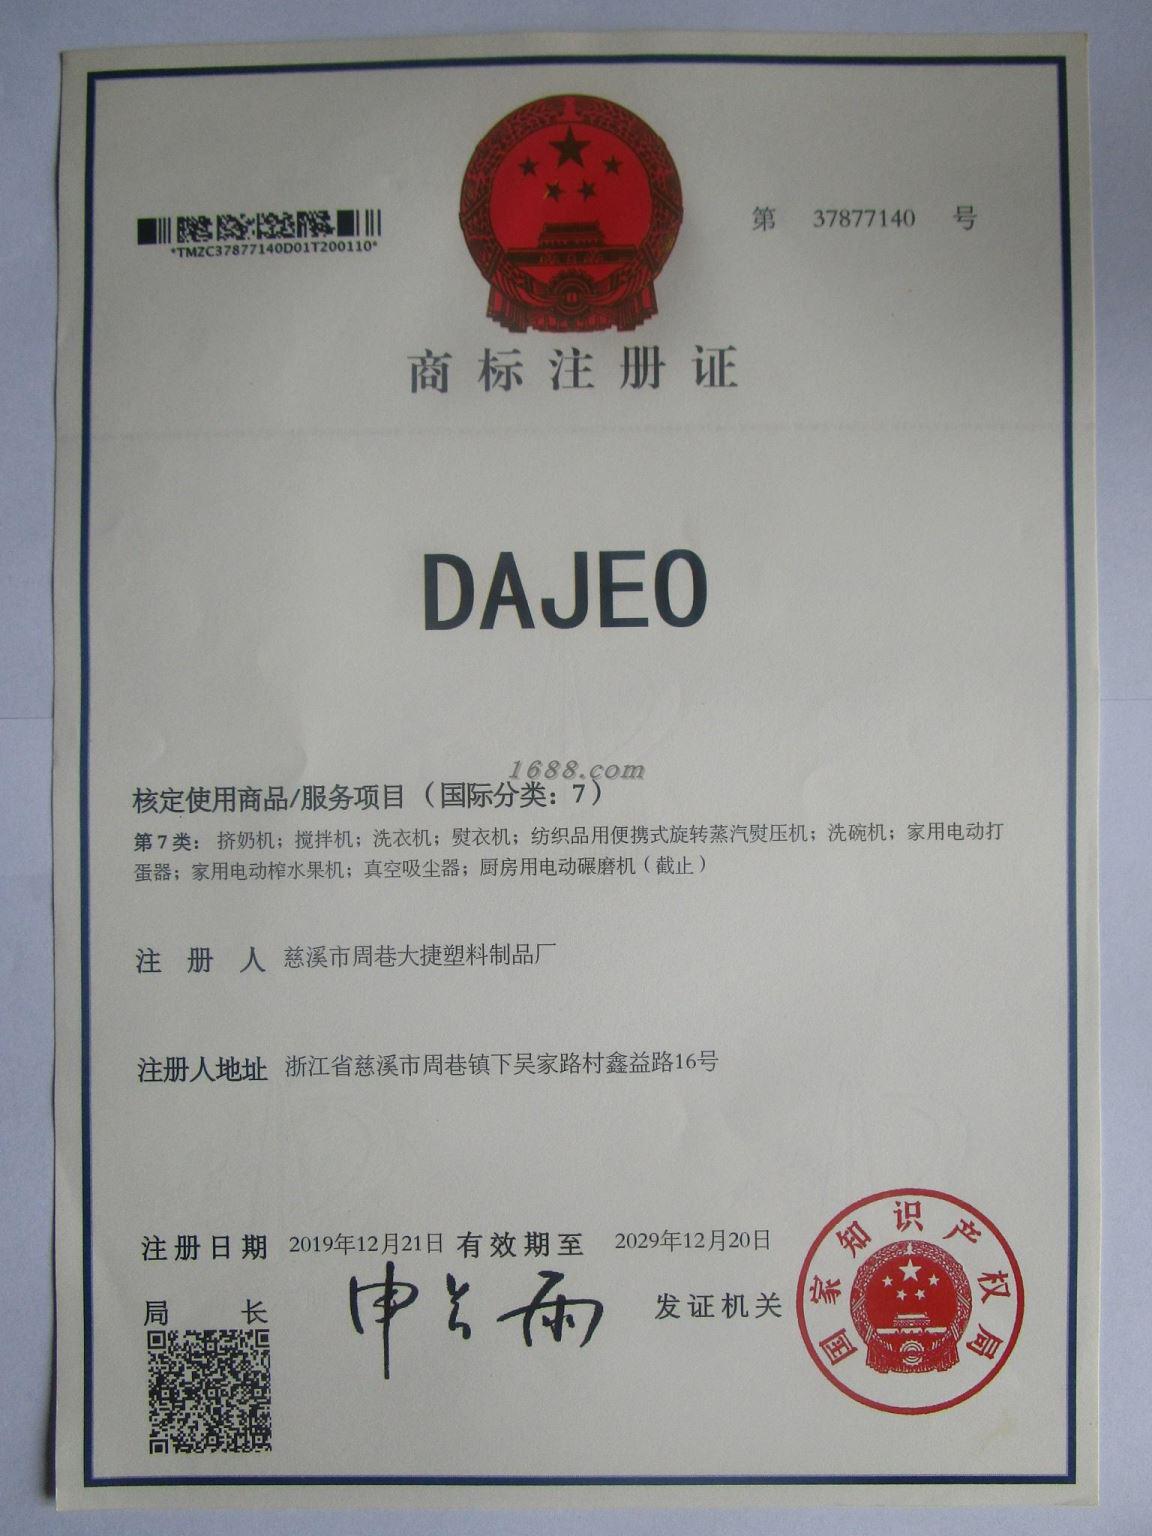 *TMZC37877140D01T200110*
第 37877140 号
商标注册证
DAJEO
1688.com
核定使用商品/服务项目（国际分类：7）
第7类：挤奶机；搅拌机；洗衣机；熨衣机；纺织品用便携式旋转蒸汽熨压机；洗碗机；家用电动打
蛋器；家用电动榨水果机；真空吸尘器；厨房用电动碾磨机（截止）
注册人 慈溪市周巷大捷塑料制品厂
注册人地址 浙江省慈溪市周巷镇下吴家路村鑫益路16号
注册日期 2019年12月21日 有效期至 2029年12月20日
局长 申长雨 发证机关
国家知识产权局